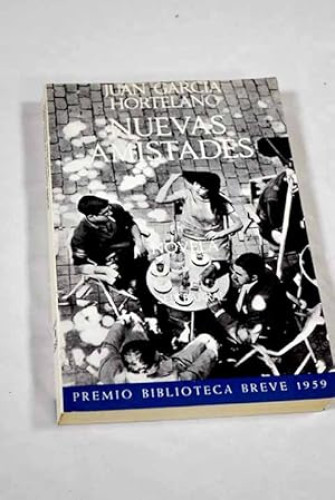 JUAN GARCÍA
HORTELANO
NUEVAS
AMISTADES
NOVELA
PREMIO BIBLIOTECA BREVE 1959